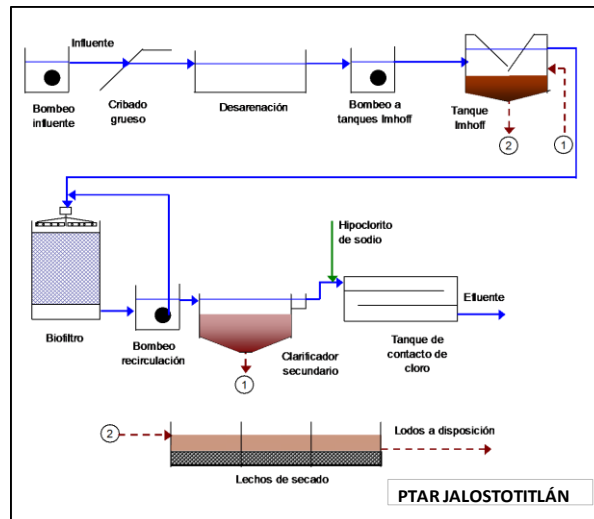 Influente
Bombeo
influente
Cribado
grueso
Desarenación
Bombeo a
tanques Imhoff
Tanque
Imhoff
2
1
Hipoclorito
de sodio
Efluente
Biofiltro
Bombeo
recirculación
Clarificador
secundario
Tanque de
contacto de
cloro
1
2
Lodos a disposición
Lechos de secado
PTAR JALOSTOTITLÁN